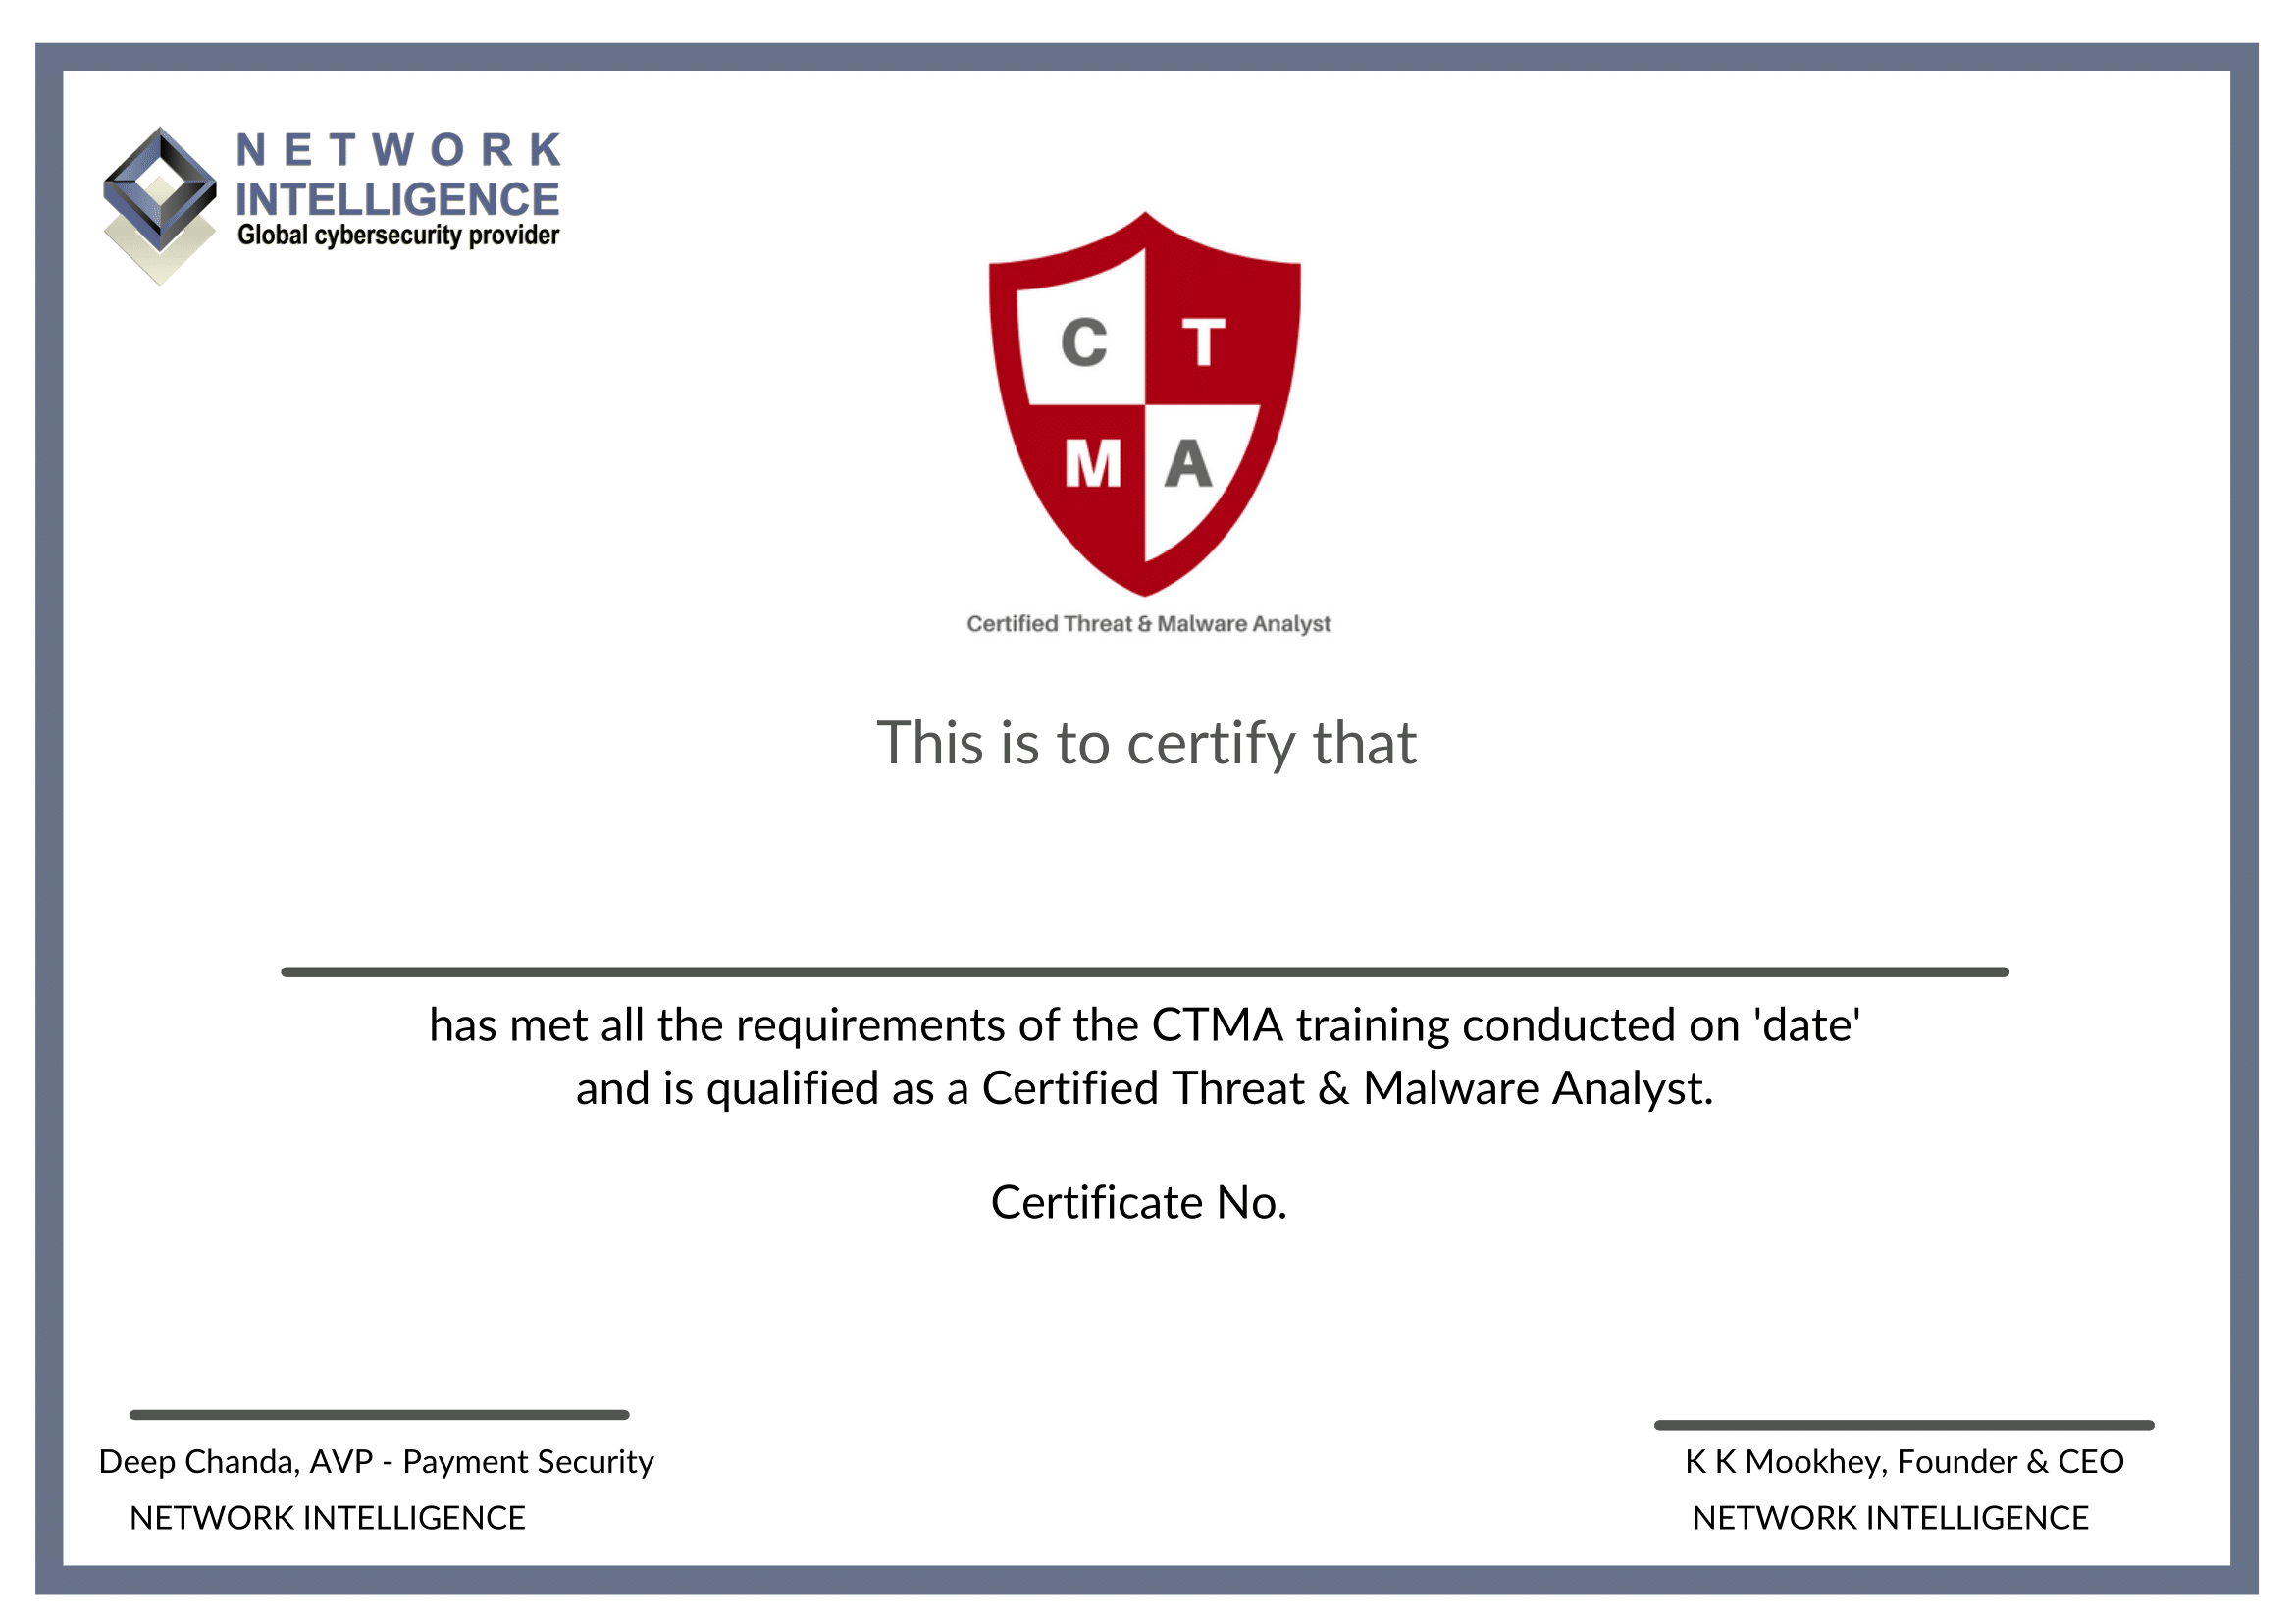 NETWORK
INTELLIGENCE
Global cybersecurity provider
C T
M A
Certified Threat & Malware Analyst
This is to certify that
has met all the requirements of the CTMA training conducted on 'date'
and is qualified as a Certified Threat & Malware Analyst.
Certificate No.
Deep Chanda, AVP - Payment Security
NETWORK INTELLIGENCE
K K Mookhey, Founder & CEO
NETWORK INTELLIGENCE